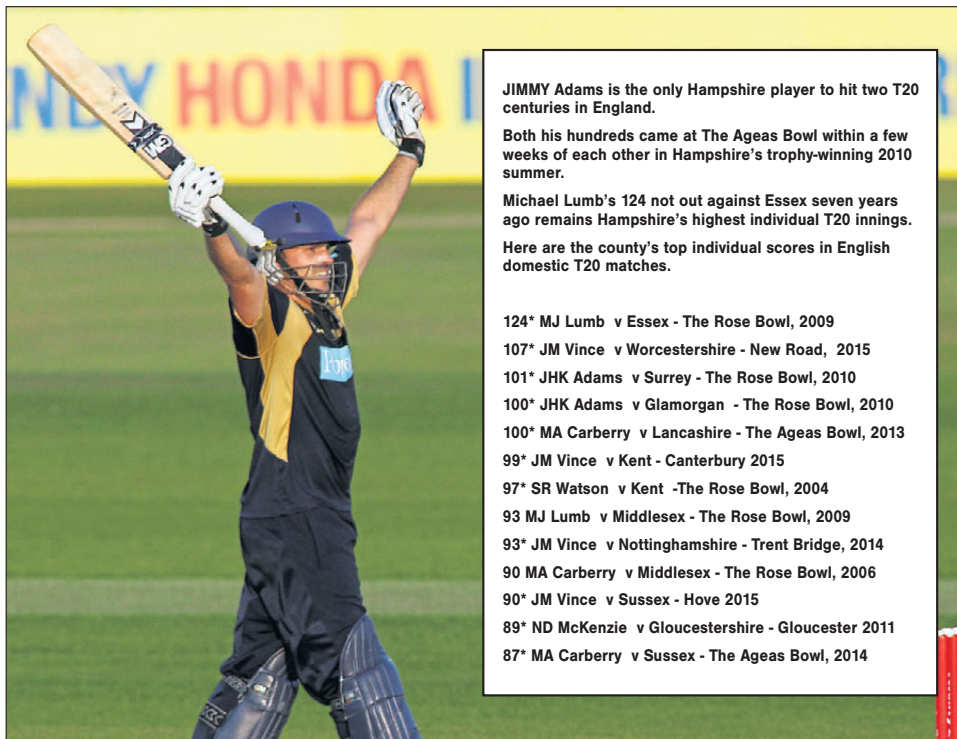 NDY HONDA
GM
JIMMY Adams is the only Hampshire player to hit two T20
centuries in England.
Both his hundreds came at The Ageas Bowl within a few
weeks of each other in Hampshire's trophy-winning 2010
summer.
Michael Lumb's 124 not out against Essex seven years
ago remains Hampshire's highest individual T20 innings.
Here are the county's top individual scores in English
domestic T20 matches.
124* MJ Lumb v Essex - The Rose Bowl, 2009
107* JM Vince v Worcestershire - New Road, 2015
101* JHK Adams v Surrey - The Rose Bowl, 2010
100* JHK Adams v Glamorgan - The Rose Bowl, 2010
100* MA Carberry v Lancashire - The Ageas Bowl, 2013
99* JM Vince v Kent - Canterbury 2015
97* SR Watson v Kent -The Rose Bowl, 2004
93 MJ Lumb v Middlesex - The Rose Bowl, 2009
93* JM Vince v Nottinghamshire - Trent Bridge, 2014
90 MA Carberry v Middlesex - The Rose Bowl, 2006
90* JM Vince v Sussex - Hove 2015
89* ND McKenzie v Gloucestershire - Gloucester 2011
87* MA Carberry v Sussex - The Ageas Bowl, 2014